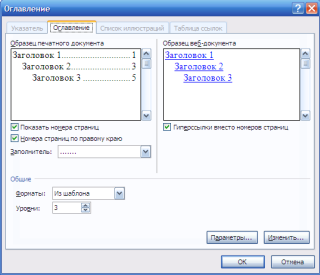 Оглавление
Указатель Оглавление Список иллюстраций Таблица ссылок
Образец печатного документа
Заголовок 1 ........................ 1
Заголовок 2 .................... 3
Заголовок 3 ................ 5
Образец веб-документа
Заголовок 1
Заголовок 2
Заголовок 3
Показать номера страниц
Номера страниц по правому краю
Заполнитель: .......
Гиперссылки вместо номеров страниц
Общие
Форматы: Из шаблона
Уровни: 3
Параметры... Изменить...
ОК Отмена